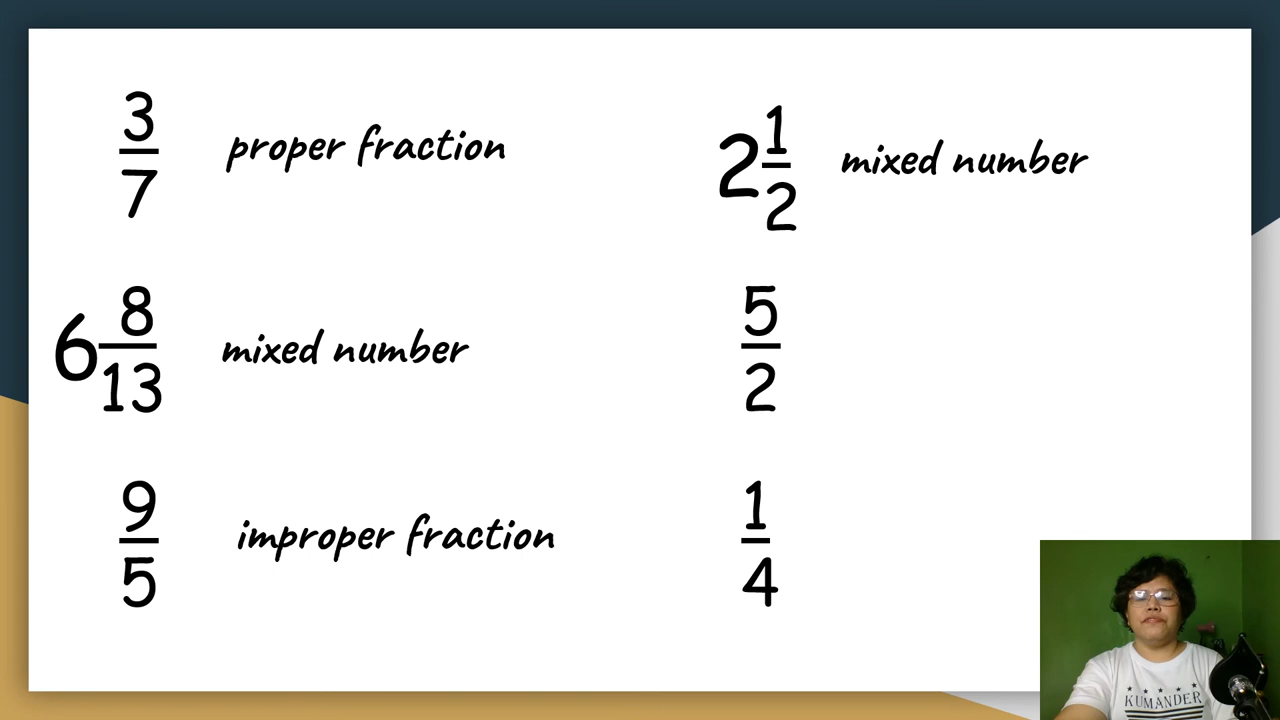 3/7 proper fraction
6 8/13 mixed number
9/5 improper fraction
2 1/2 mixed number
5/2
1/4
KUMANDER